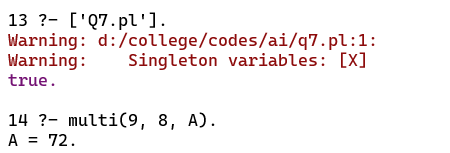 13 ?- ['Q7.pl'].
Warning: d:/college/codes/ai/q7.pl:1:
Warning:    Singleton variables: [X]
true.
14 ?- multi(9, 8, A).
A = 72.